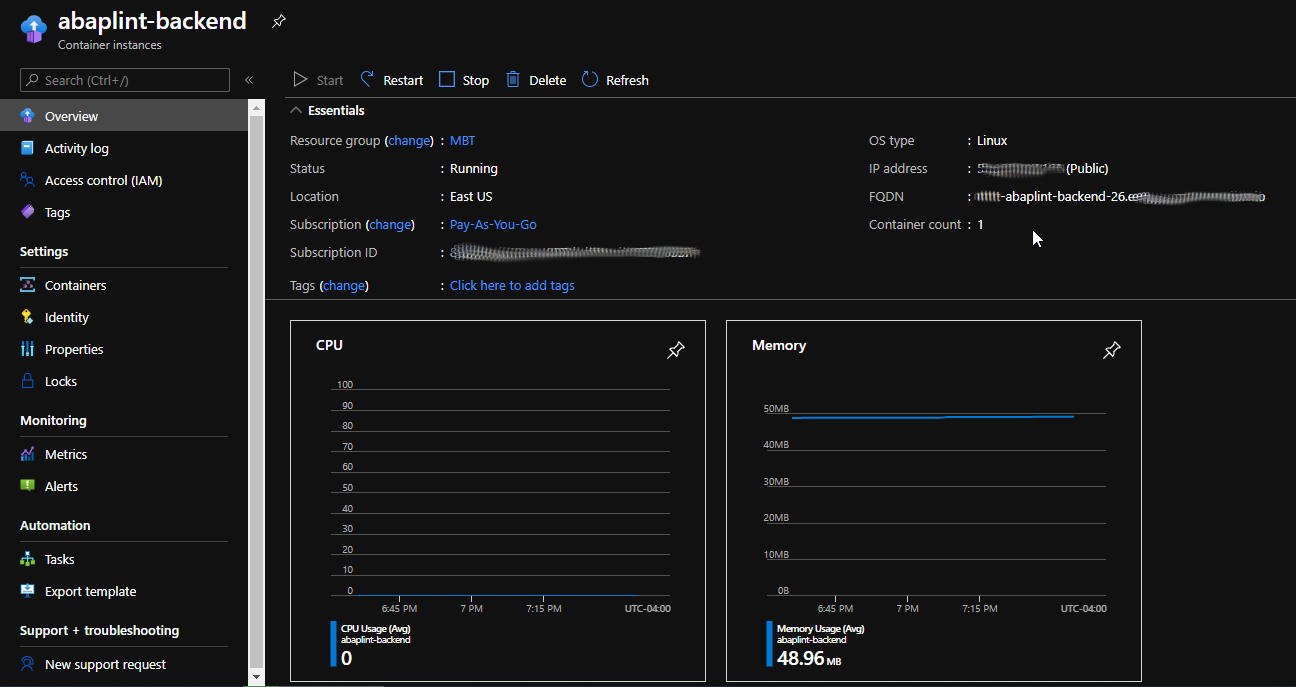 abaplint-backend
Container instances
Search (Ctrl+/)
«
Start Restart Stop Delete Refresh
Overview
Activity log
Access control (IAM)
Tags
Settings
Containers
Identity
Properties
Locks
Monitoring
Metrics
Alerts
Automation
Tasks
Export template
Support + troubleshooting
New support request
Essentials
Resource group (change) : MBT
Status : Running
Location : East US
Subscription (change) : Pay-As-You-Go
Subscription ID :
Tags (change) : Click here to add tags
OS type : Linux
IP address : (Public)
FQDN : -abaplint-backend-26.
Container count : 1
CPU
100
90
80
70
60
50
40
30
20
10
0
6:45 PM 7 PM 7:15 PM UTC-04:00
CPU Usage (Avg)
abaplint-backend
0
Memory
50MB
40MB
30MB
20MB
10MB
0B
6:45 PM 7 PM 7:15 PM UTC-04:00
Memory Usage (Avg)
abaplint-backend
48.96 MB